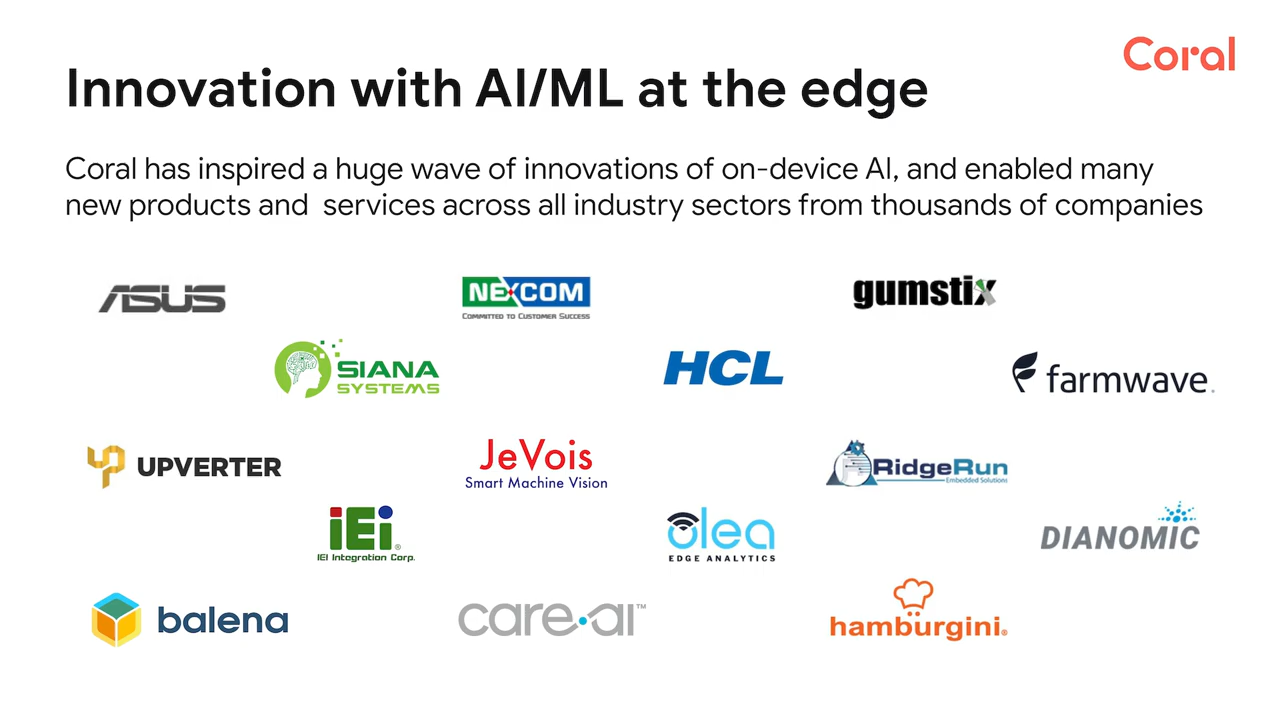 Coral
Innovation with AI/ML at the edge
Coral has inspired a huge wave of innovations of on-device AI, and enabled many
new products and  services across all industry sectors from thousands of companies
ASUS
NEXCOM
COMMITTED TO CUSTOMER SUCCESS
gumstix
SIANA
SYSTEMS
HCL
farmwave.
UPVERTER
JeVois
Smart Machine Vision
RidgeRun
Embedded Solutions
iEi®
IEI Integration Corp.
olea
EDGE ANALYTICS
DIANOMIC
balena
care.ai™
hambürgini®